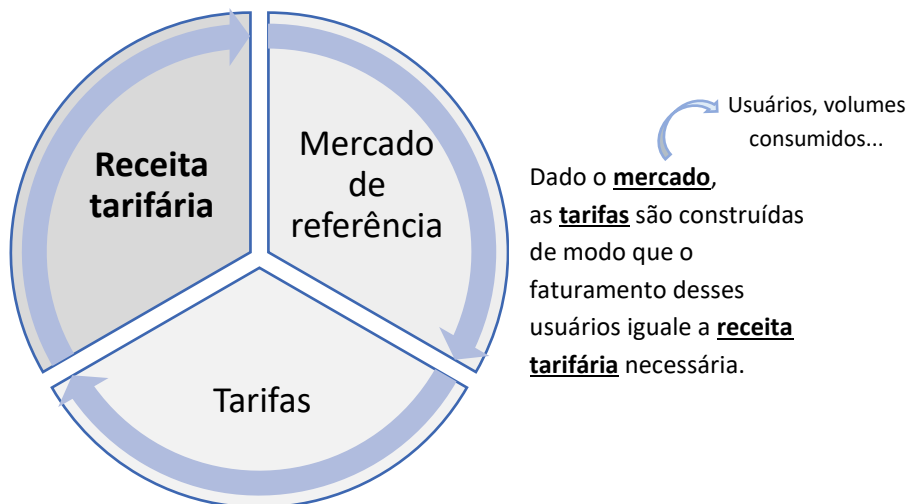 Receita
tarifária
Mercado
de
referência
Tarifas
Usuários, volumes
consumidos...
Dado o mercado,
as tarifas são construídas
de modo que o
faturamento desses
usuários iguale a receita
tarifária necessária.